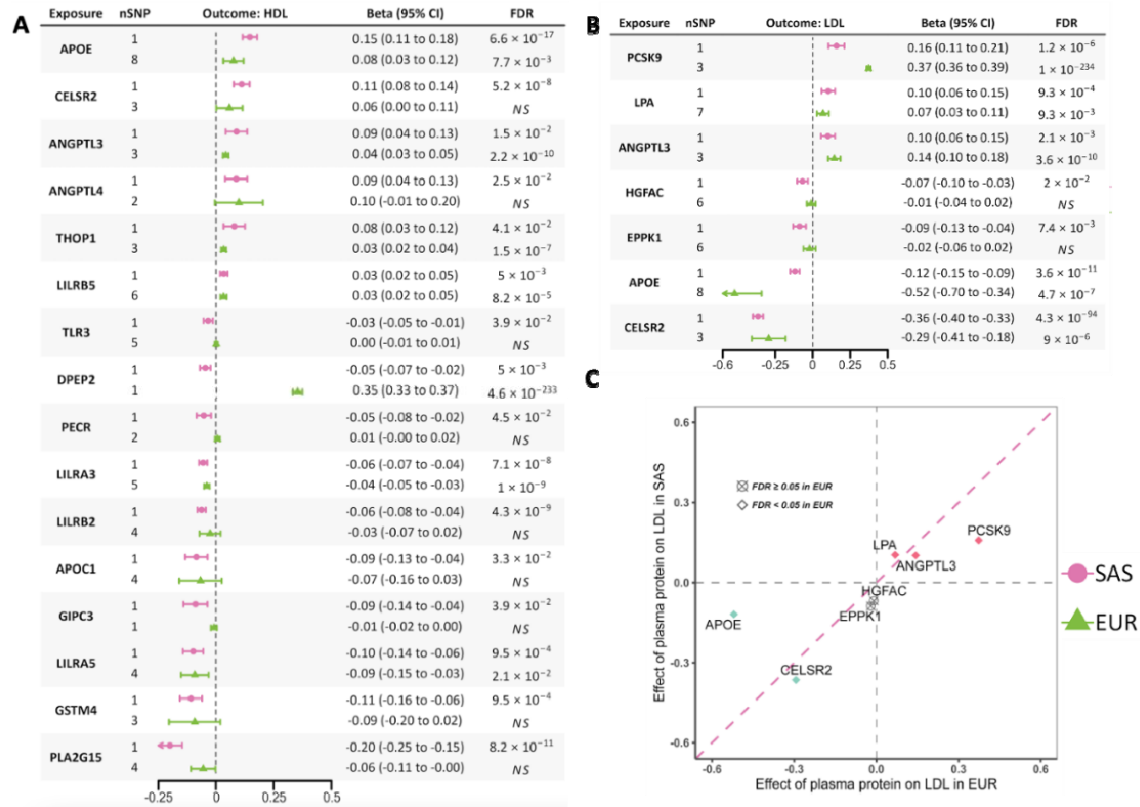 A
Exposure nSNP Outcome: HDL Beta (95% CI) FDR
APOE
1 0.15 (0.11 to 0.18) 6.6 × 10⁻¹⁷
8 0.08 (0.03 to 0.12) 7.7 × 10⁻³
CELSR2
1 0.11 (0.08 to 0.14) 5.2 × 10⁻⁸
3 0.06 (0.00 to 0.11) NS
ANGPTL3
1 0.09 (0.04 to 0.13) 1.5 × 10⁻²
3 0.04 (0.03 to 0.05) 2.2 × 10⁻¹⁰
ANGPTL4
1 0.09 (0.04 to 0.13) 2.5 × 10⁻²
2 0.10 (-0.01 to 0.20) NS
THOP1
1 0.08 (0.03 to 0.12) 4.1 × 10⁻²
3 0.03 (0.02 to 0.04) 1.5 × 10⁻⁷
LILRB5
1 0.03 (0.02 to 0.05) 5 × 10⁻³
6 0.03 (0.02 to 0.05) 8.2 × 10⁻⁵
TLR3
1 -0.03 (-0.05 to -0.01) 3.9 × 10⁻²
5 0.00 (-0.01 to 0.01) NS
DPEP2
1 -0.05 (-0.07 to -0.02) 5 × 10⁻³
1 0.35 (0.33 to 0.37) 4.6 × 10⁻²³³
PECR
1 -0.05 (-0.08 to -0.02) 4.5 × 10⁻²
2 0.01 (-0.00 to 0.02) NS
LILRA3
1 -0.06 (-0.07 to -0.04) 7.1 × 10⁻⁸
5 -0.04 (-0.05 to -0.03) 1 × 10⁻⁹
LILRB2
1 -0.06 (-0.08 to -0.04) 4.3 × 10⁻⁹
4 -0.03 (-0.07 to 0.02) NS
APOC1
1 -0.09 (-0.13 to -0.04) 3.3 × 10⁻²
4 -0.07 (-0.16 to 0.03) NS
GIPC3
1 -0.09 (-0.14 to -0.04) 3.9 × 10⁻²
1 -0.01 (-0.02 to 0.00) NS
LILRA5
1 -0.10 (-0.14 to -0.06) 9.5 × 10⁻⁴
4 -0.09 (-0.15 to -0.03) 2.1 × 10⁻²
GSTM4
1 -0.11 (-0.16 to -0.06) 9.5 × 10⁻⁴
3 -0.09 (-0.20 to 0.02) NS
PLA2G15
1 -0.20 (-0.25 to -0.15) 8.2 × 10⁻¹¹
4 -0.06 (-0.11 to -0.00) NS
-0.25 0 0.25 0.5
B
Exposure nSNP Outcome: LDL Beta (95% CI) FDR
PCSK9
1 0.16 (0.11 to 0.21) 1.2 × 10⁻⁶
3 0.37 (0.36 to 0.39) 1 × 10⁻²³⁴
LPA
1 0.10 (0.06 to 0.15) 9.3 × 10⁻⁴
7 0.07 (0.03 to 0.11) 9.3 × 10⁻³
ANGPTL3
1 0.10 (0.06 to 0.15) 2.1 × 10⁻³
3 0.14 (0.10 to 0.18) 3.6 × 10⁻¹⁰
HGFAC
1 -0.07 (-0.10 to -0.03) 2 × 10⁻²
6 -0.01 (-0.04 to 0.02) NS
EPPK1
1 -0.09 (-0.13 to -0.04) 7.4 × 10⁻³
6 -0.02 (-0.06 to 0.02) NS
APOE
1 -0.12 (-0.15 to -0.09) 3.6 × 10⁻¹¹
8 -0.52 (-0.70 to -0.34) 4.7 × 10⁻⁷
CELSR2
1 -0.36 (-0.40 to -0.33) 4.3 × 10⁻⁹⁴
3 -0.29 (-0.41 to -0.18) 9 × 10⁻⁶
-0.6 0 0.25 0.5
C
Effect of plasma protein on LDL in SAS
0.6
0.3
0.0
-0.3
-0.6
FDR ≥ 0.05 in EUR
FDR < 0.05 in EUR
PCSK9
LPA
ANGPTL3
HGFAC
EPPK1
APOE
CELSR2
-0.6 -0.3 0.0 0.3 0.6
Effect of plasma protein on LDL in EUR
SAS
EUR